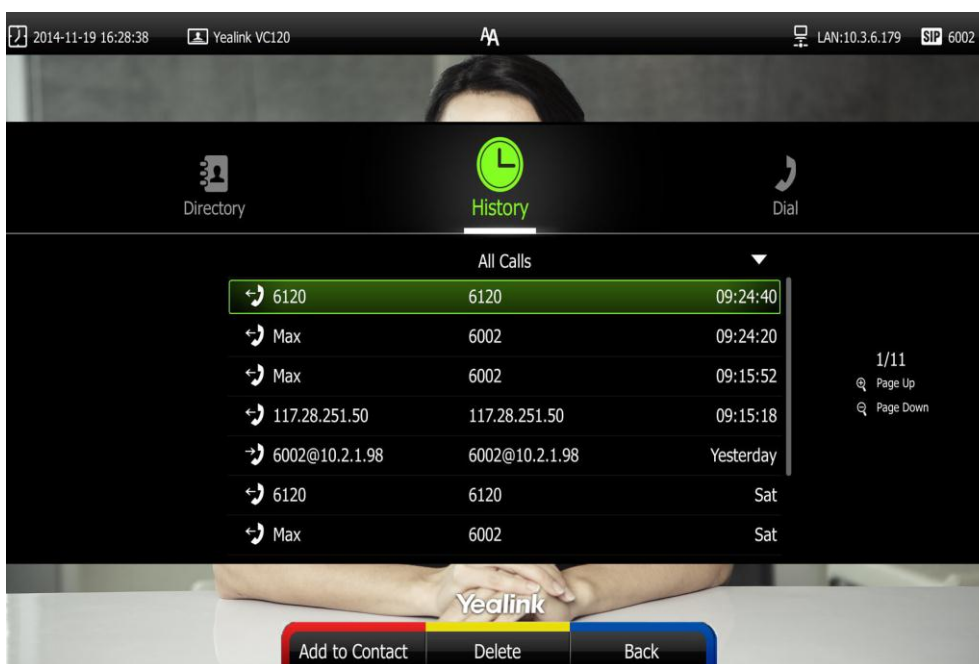 2014-11-19 16:28:38 Yealink VC120 AA LAN:10.3.6.179 SIP 6002
Directory History Dial
All Calls
6120 6120 09:24:40
Max 6002 09:24:20
Max 6002 09:15:52
117.28.251.50 117.28.251.50 09:15:18
6002@10.2.1.98 6002@10.2.1.98 Yesterday
6120 6120 Sat
Max 6002 Sat
1/11
Page Up
Page Down
Yealink
Add to Contact Delete Back